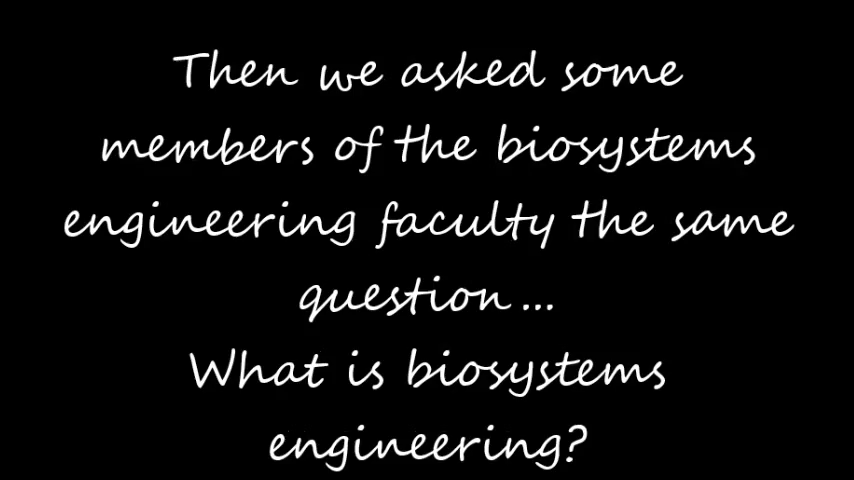 Then we asked some
members of the biosystems
engineering faculty the same
question...
What is biosystems
engineering?